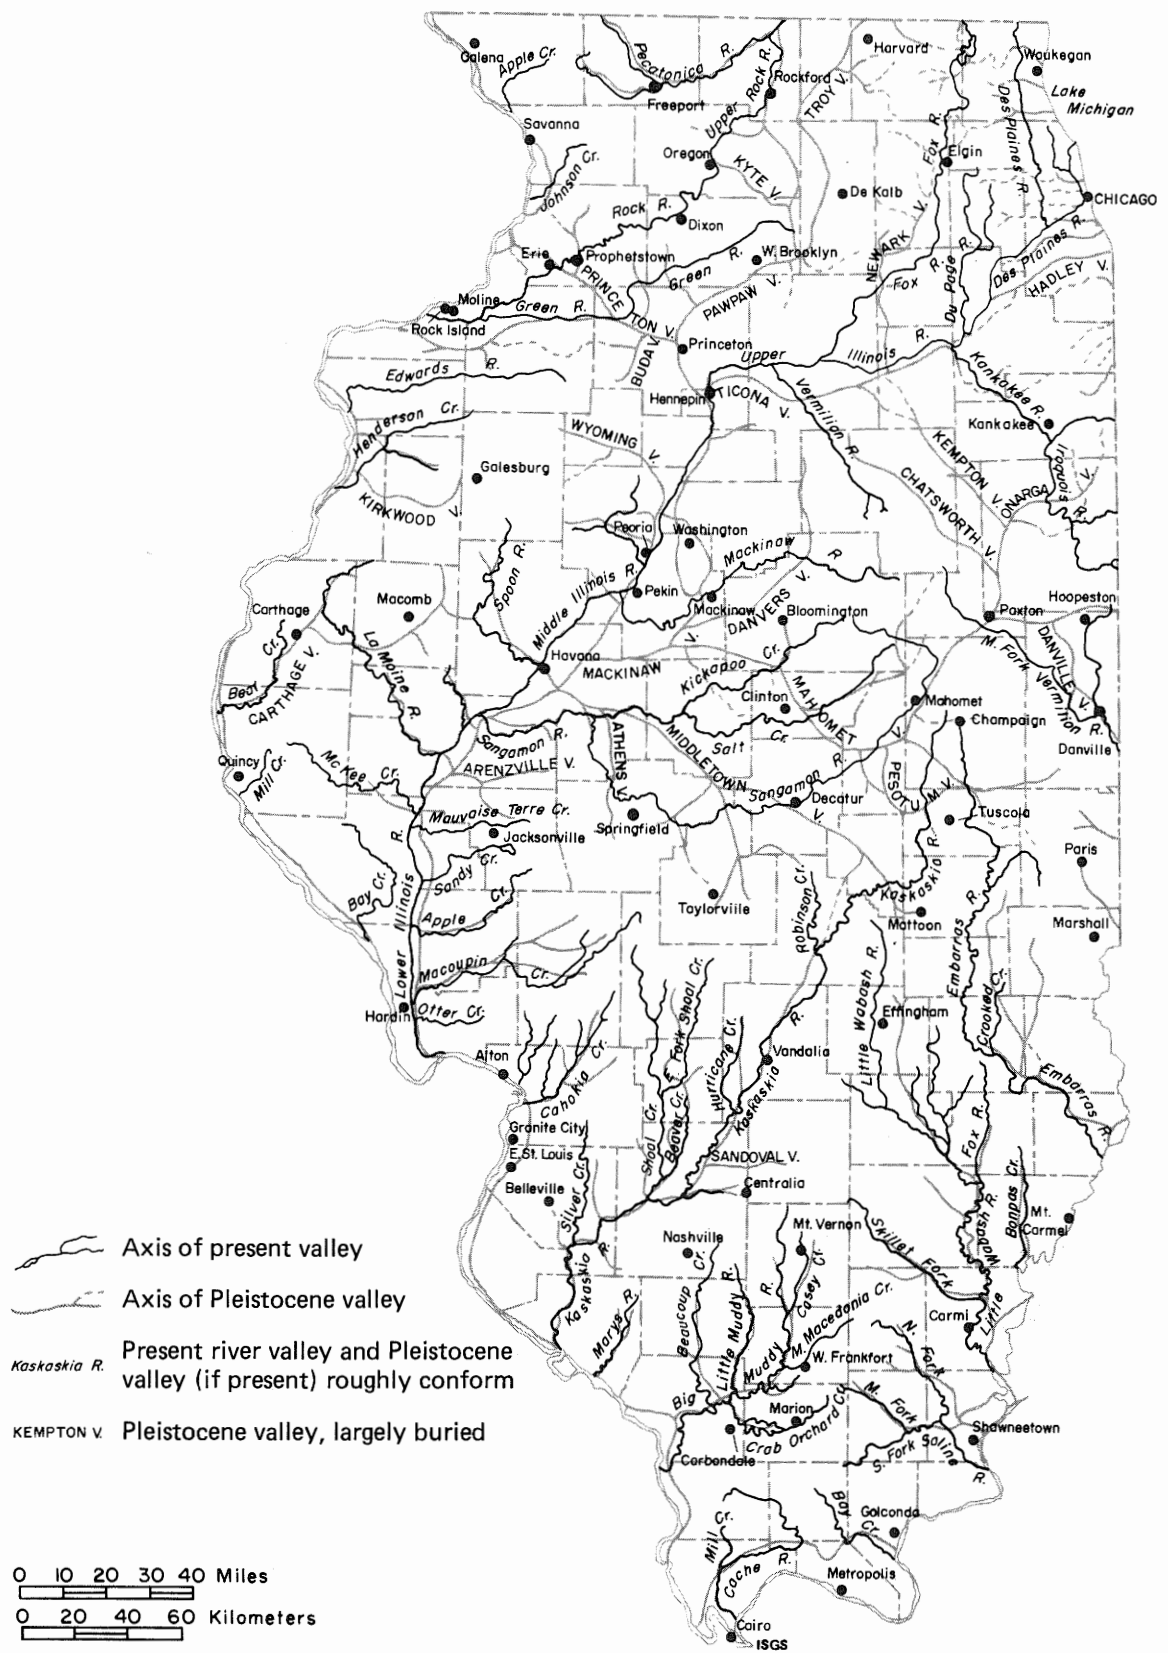 Galena
Apple Cr.
Pecatonica R.
Freeport
Upper Rock R.
Rockford
Harvard
TROY V.
Waukegan
Lake
Michigan
Des Plaines R.
Savanna
Johnson Cr.
Oregon
KYTE V.
De Kalb
Fox R.
Elgin
CHICAGO
Rock R.
Dixon
Erie
Prophetstown
W. Brooklyn
Green R.
PRINCETON V.
PAWPAW V.
NEWARK V.
Fox R.
Du Page R.
Des Plaines R.
HADLEY V.
Moline
Rock Island
Green R.
Princeton
BUDA V.
Upper Illinois R.
Edwards R.
Hennepin
TICONA V.
Vermilion R.
Kankakee R.
Kankakee
Henderson Cr.
WYOMING V.
KEMPTON V.
Iroquois R.
ONARGA V.
CHATSWORTH V.
Galesburg
KIRKWOOD V.
Peoria
Washington
Spoon R.
Mackinaw R
Middle Illinois R.
Pekin
Mackinaw
DANVERS V.
Bloomington
Paxton
Hoopeston
Carthage
Macomb
Bear Cr.
CARTHAGE V.
La Moine R.
Havana
MACKINAW V.
Kickapoo Cr.
Clinton
MAHOMET V.
Mahomet
Champaign
M. Fork Vermilion R.
DANVILLE V.
Danville
Quincy
Mill Cr.
Mc Kee Cr.
Sangamon R.
ARENZVILLE V.
ATHENS V.
MIDDLETOWN V.
Salt Cr.
Sangamon R.
Decatur
PESOTUM V.
Tuscola
Mauvaise Terre Cr.
Jacksonville
Springfield
Paris
Bay Cr.
Sandy Cr.
Apple Cr.
Lower Illinois R.
Taylorville
Robinson Cr.
Kaskaskia R.
Mattoon
Embarras R.
Marshall
Macoupin Cr.
Hardin
Otter Cr.
Little Wabash R.
Effingham
Crooked Cr.
Alton
Cahokia Cr.
E. Fork Shoal Cr.
Hurricane Cr.
Vandalia
Kaskaskia R.
Embarras R.
Granite City
E. St. Louis
Shoal Cr.
Beaver Cr.
SANDOVAL V.
Fox R.
Belleville
Silver Cr.
Centralia
Bonpas Cr.
Mt.
Carmel
Nashville
Mt. Vernon
Skillet Fork
Little Wabash R.
Kaskaskia R.
Marys R.
Beaucoup Cr.
Little Muddy R.
Casey Cr.
M. Macedonia Cr.
Carmi
W. Frankfort
Big Muddy R.
N. Fork
Marion
M. Fork
Crab Orchard Cr.
Carbondale
S. Fork Saline R.
Shawneetown
Mill Cr.
Bay Cr.
Golconda
Cache R.
Metropolis
Cairo
ISGS
Axis of present valley
Axis of Pleistocene valley
Kaskaskia R. Present river valley and Pleistocene
valley (if present) roughly conform
KEMPTON V. Pleistocene valley, largely buried
0 10 20 30 40 Miles
0 20 40 60 Kilometers